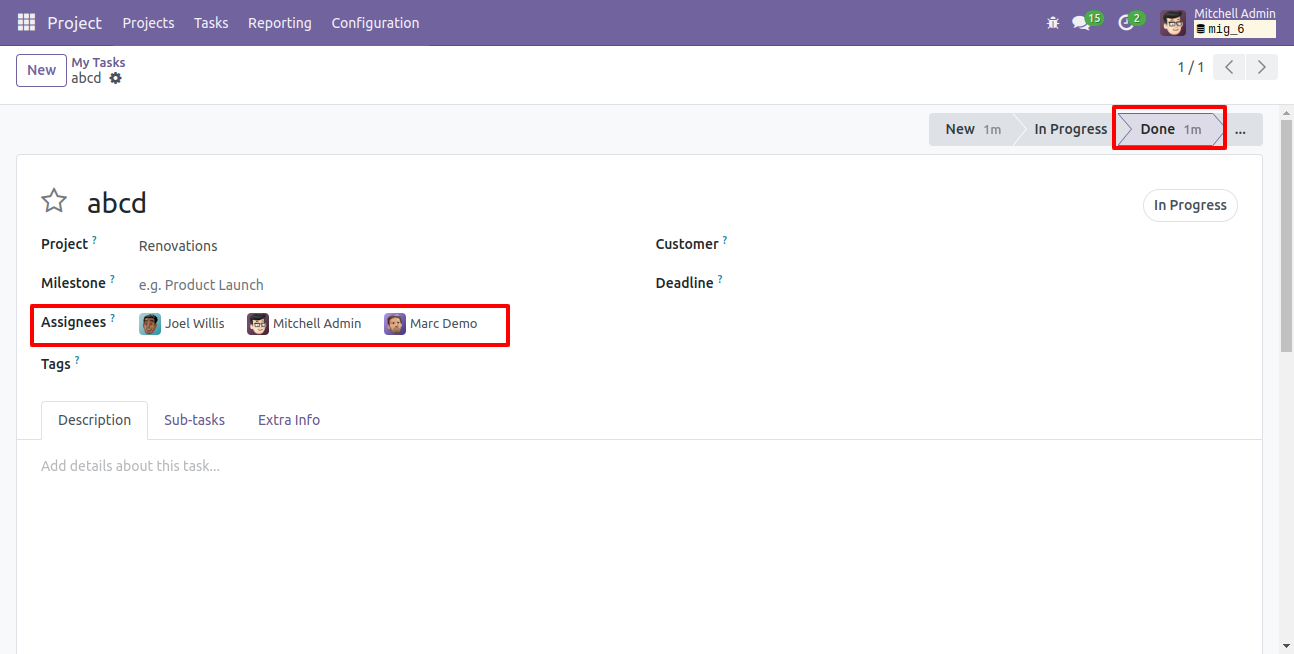 Project Projects Tasks Reporting Configuration 15 2 Mitchell Admin
mig_6
New My Tasks
abcd
1 / 1
New 1m In Progress Done 1m ...
abcd
In Progress
Project ? Renovations
Customer ?
Milestone ? e.g. Product Launch
Deadline ?
Assignees ? Joel Willis Mitchell Admin Marc Demo
Tags ?
Description Sub-tasks Extra Info
Add details about this task...